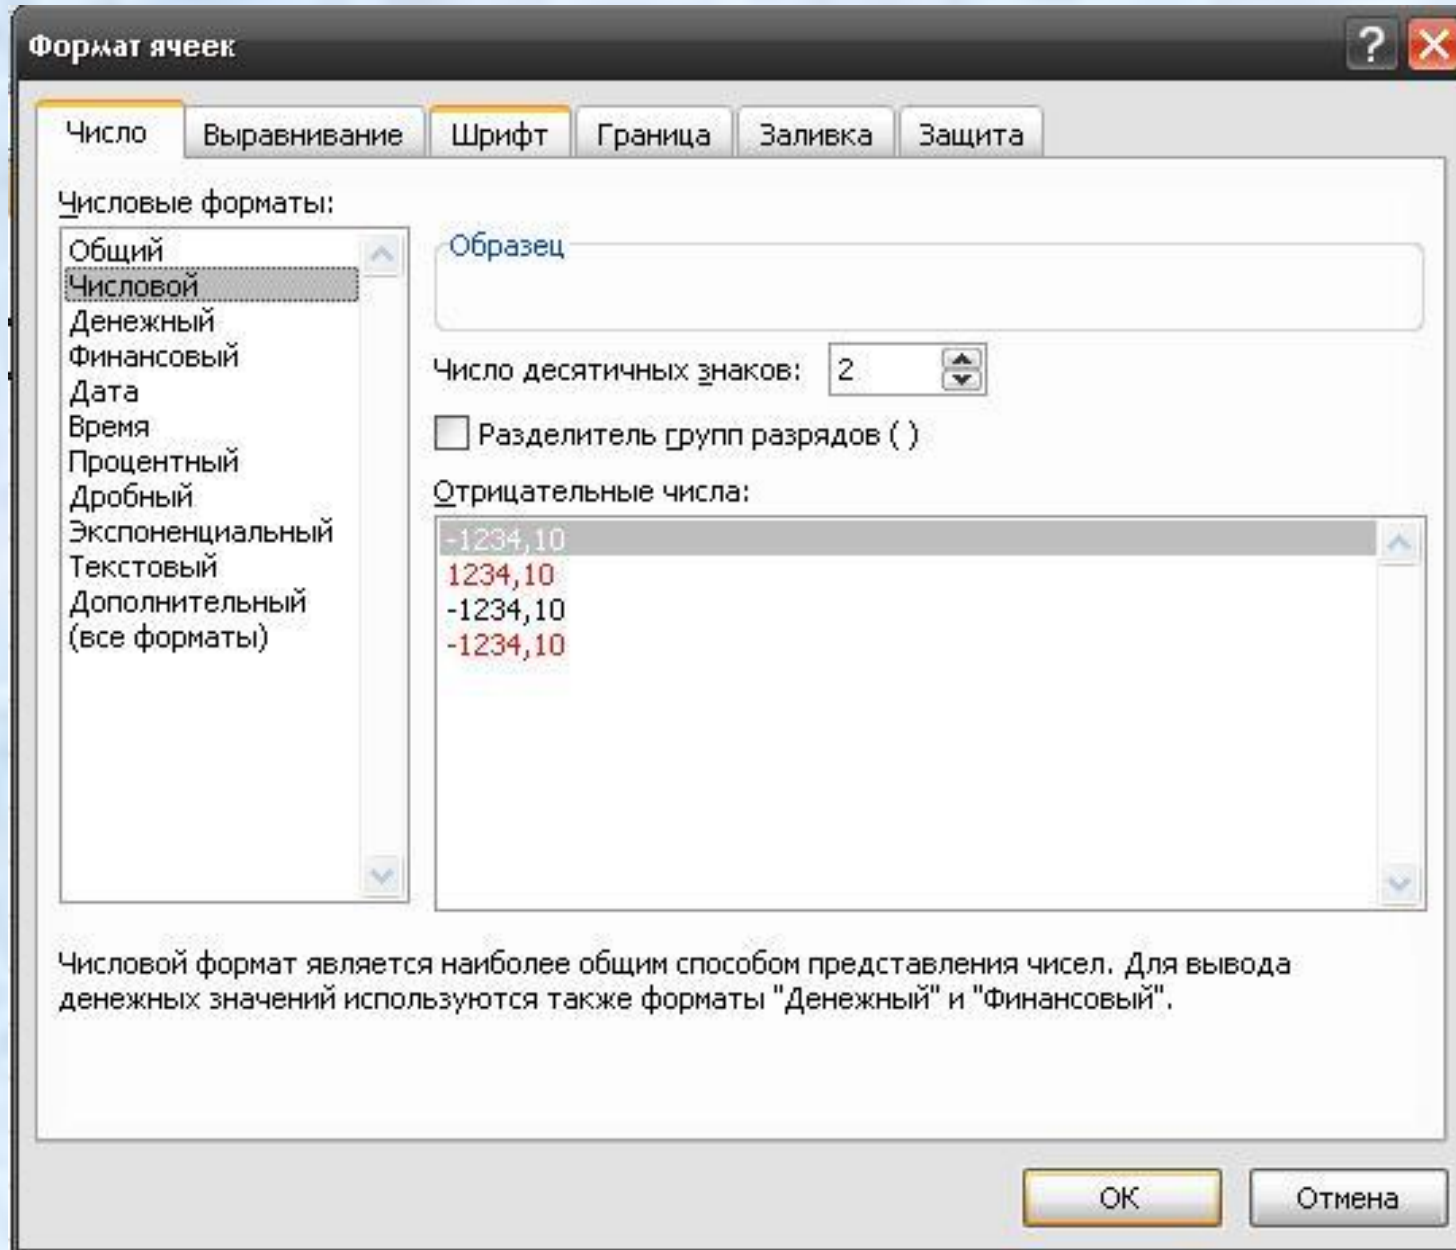 Формат ячеек
?
Число Выравнивание Шрифт Граница Заливка Защита
Числовые форматы:
Общий
Числовой
Денежный
Финансовый
Дата
Время
Процентный
Дробный
Экспоненциальный
Текстовый
Дополнительный
(все форматы)
Образец
Число десятичных знаков: 2
Разделитель групп разрядов ( )
Отрицательные числа:
-1234,10
1234,10
-1234,10
-1234,10
Числовой формат является наиболее общим способом представления чисел. Для вывода
денежных значений используются также форматы "Денежный" и "Финансовый".
ОК Отмена